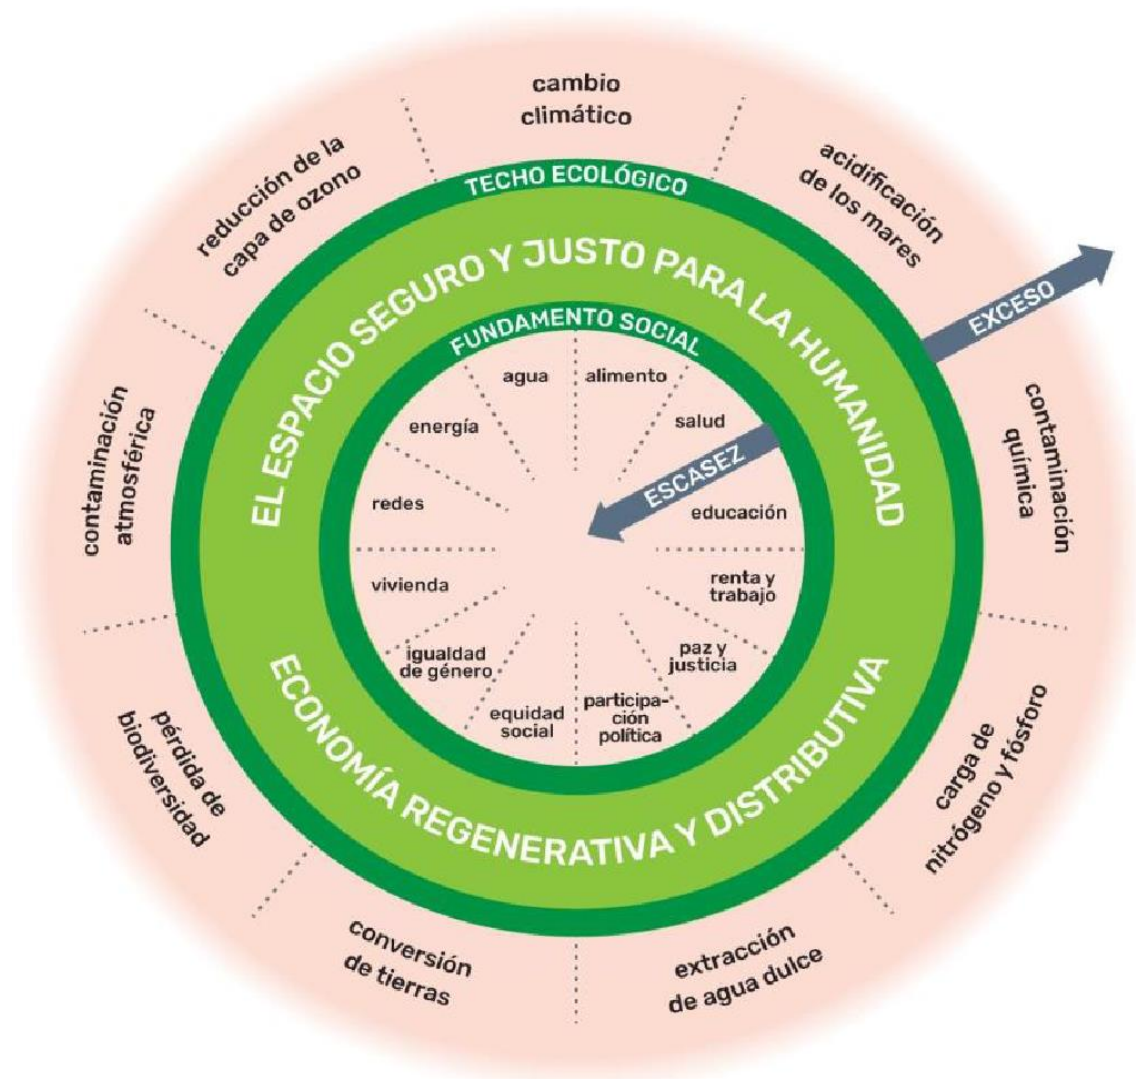 cambio
climático
acidificación
de los mares
EXCESO
contaminación
química
carga de
nitrógeno y fósforo
extracción
de agua dulce
conversión
de tierras
pérdida de
biodiversidad
contaminación
atmosférica
reducción de la
capa de ozono
TECHO ECOLÓGICO
EL ESPACIO SEGURO Y JUSTO PARA LA HUMANIDAD
FUNDAMENTO SOCIAL
agua
alimento
salud
ESCASEZ
educación
renta y
trabajo
paz y
justicia
participa-
ción
política
equidad
social
igualdad
de género
vivienda
redes
energía
ECONOMÍA REGENERATIVA Y DISTRIBUTIVA